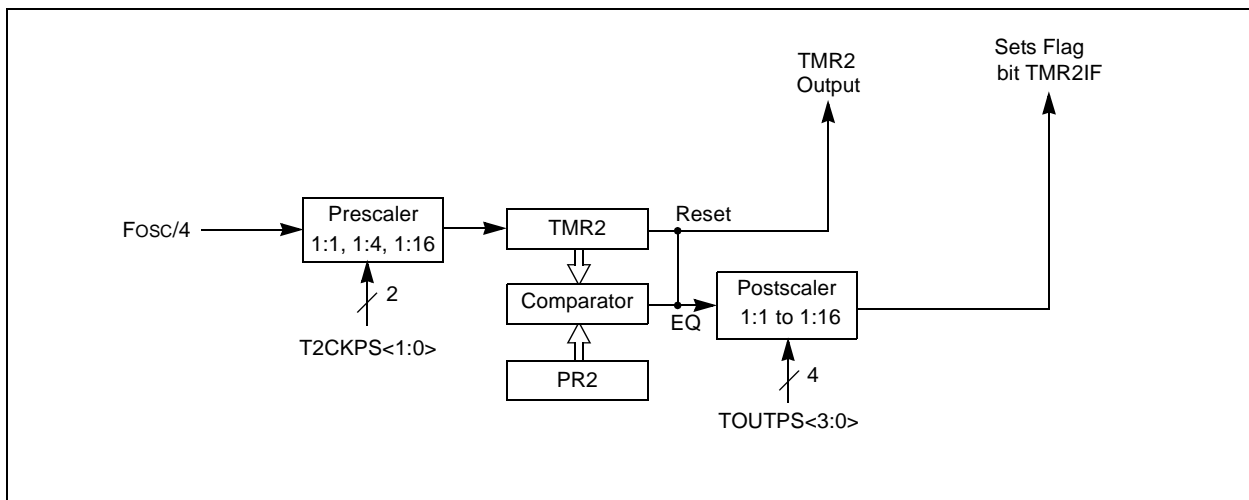 TMR2
Output
Sets Flag
bit TMR2IF
FOSC/4
Prescaler
1:1, 1:4, 1:16
2
T2CKPS<1:0>
TMR2
Reset
Comparator
EQ
PR2
Postscaler
1:1 to 1:16
4
TOUTPS<3:0>